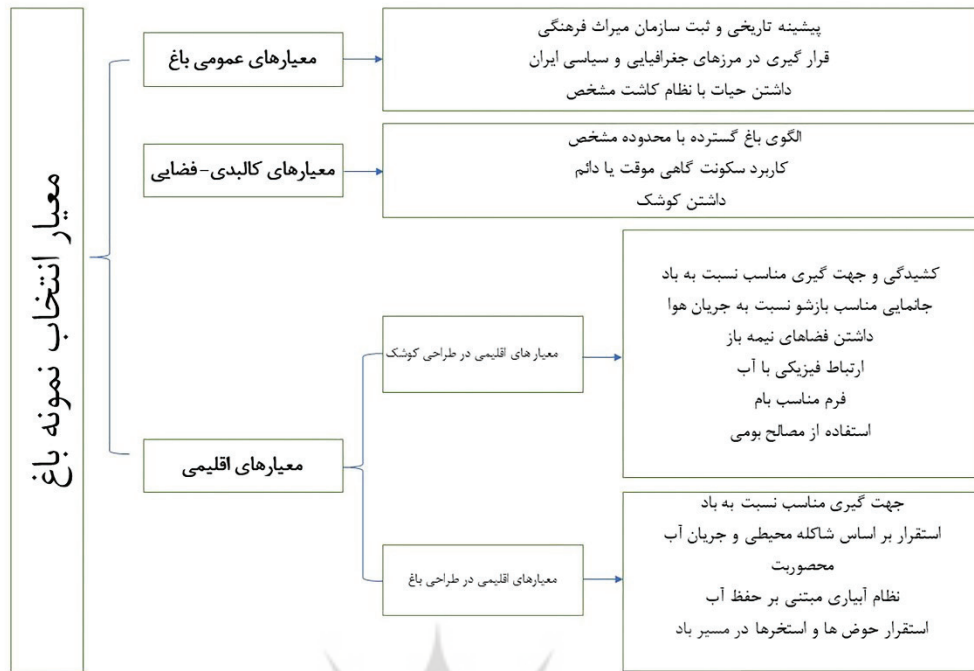 معیار انتخاب نمونه باغ
معیارهای عمومی باغ
پیشینه تاریخی و ثبت سازمان میراث فرهنگی
قرار گیری در مرزهای جغرافیایی و سیاسی ایران
داشتن حیات با نظام کاشت مشخص
معیارهای کالبدی-فضایی
الگوی باغ گسترده با محدوده مشخص
کاربرد سکونت گاهی موقت یا دائم
داشتن کوشک
معیارهای اقلیمی
معیارهای اقلیمی در طراحی کوشک
کشیدگی و جهت گیری مناسب نسبت به باد
جانمایی مناسب بازشو نسبت به جریان هوا
داشتن فضاهای نیمه باز
ارتباط فیزیکی با آب
فرم مناسب بام
استفاده از مصالح بومی
معیارهای اقلیمی در طراحی باغ
جهت گیری مناسب نسبت به باد
استقرار بر اساس شاکله محیطی و جریان آب
محصوریت
نظام آبیاری مبتنی بر حفظ آب
استقرار حوض ها و استخرها در مسیر باد